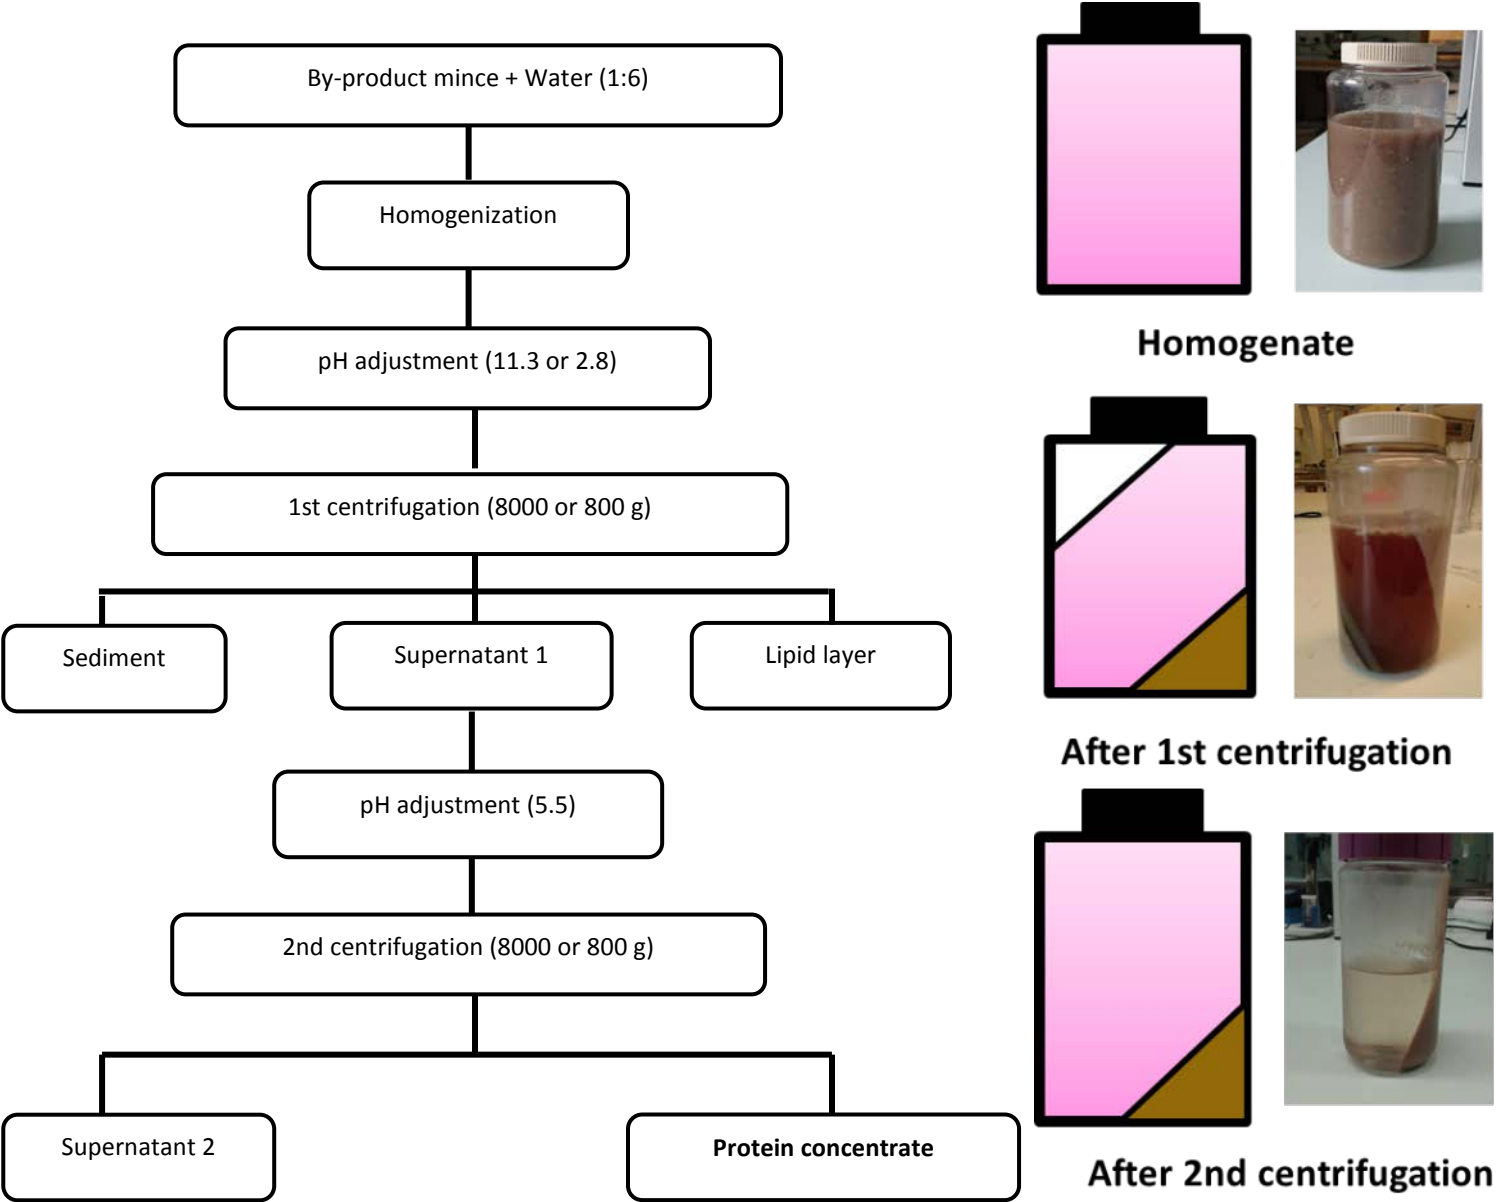 By-product mince + Water (1:6)
Homogenization
pH adjustment (11.3 or 2.8)
1st centrifugation (8000 or 800 g)
Sediment
Supernatant 1
Lipid layer
pH adjustment (5.5)
2nd centrifugation (8000 or 800 g)
Supernatant 2
Protein concentrate
Homogenate
After 1st centrifugation
After 2nd centrifugation